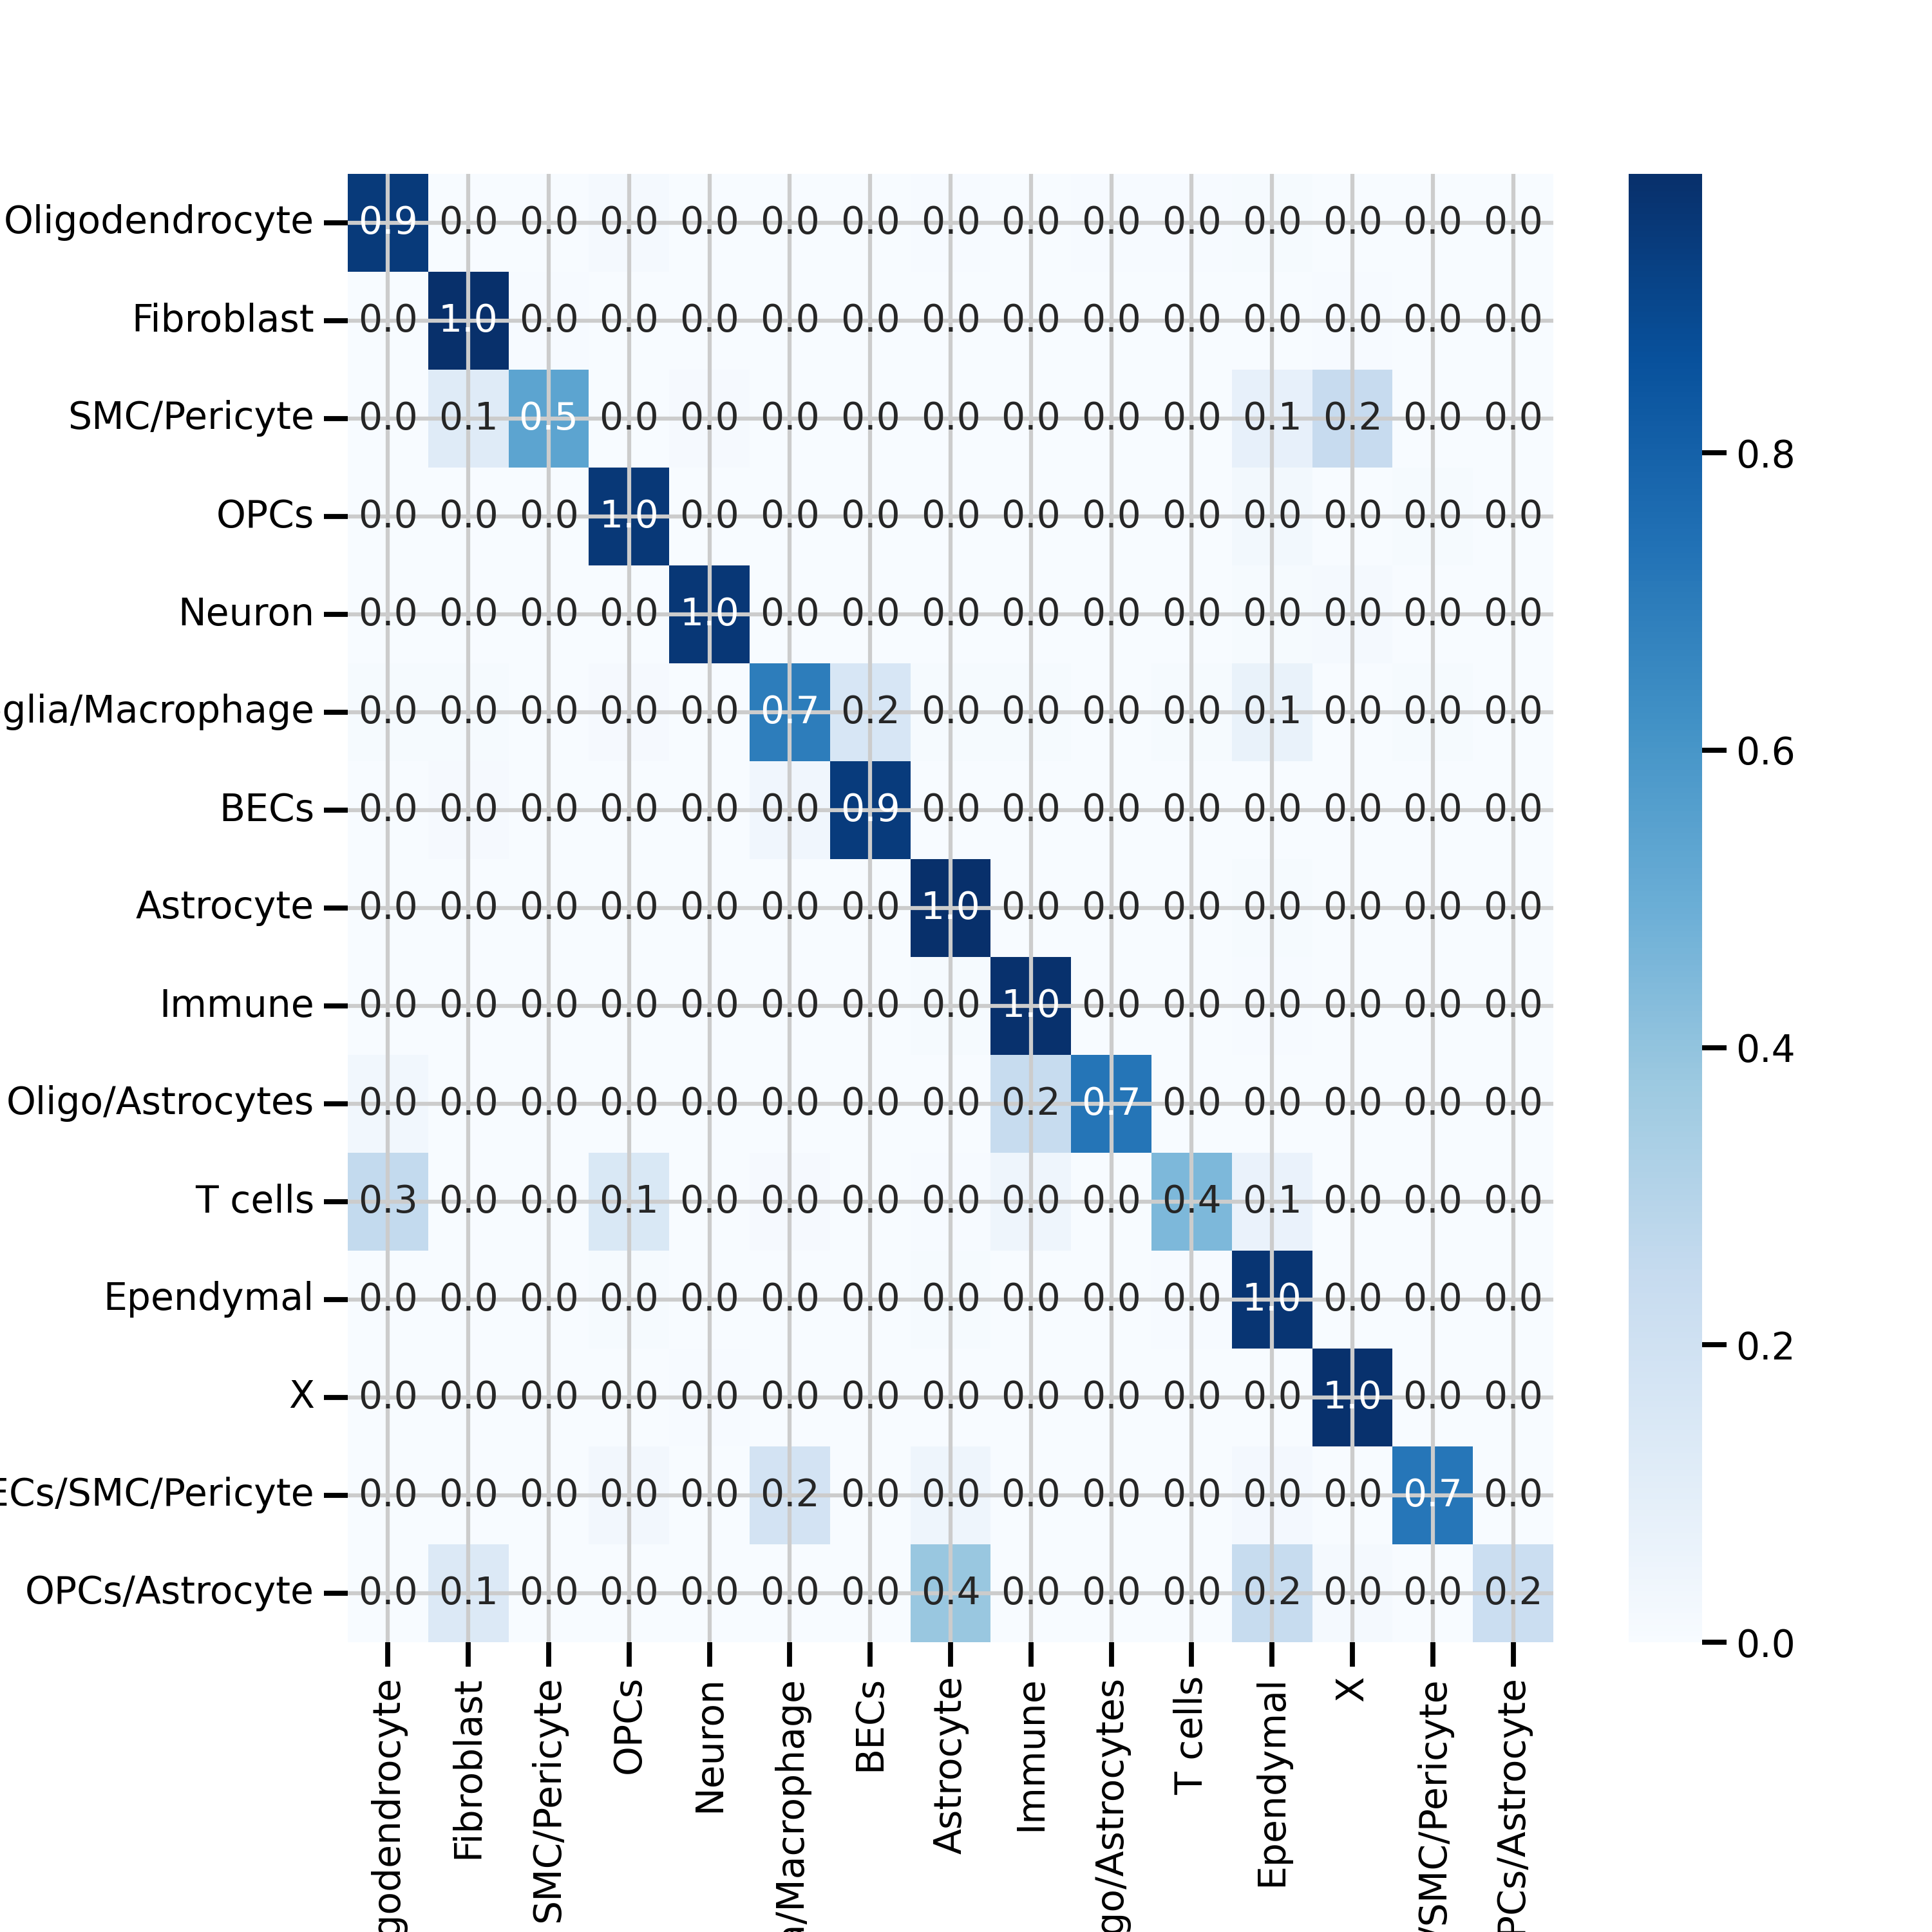 Oligodendrocyte 0.9 0.0 0.0 0.0 0.0 0.0 0.0 0.0 0.0 0.0 0.0 0.0 0.0 0.0 0.0
Fibroblast 0.0 1.0 0.0 0.0 0.0 0.0 0.0 0.0 0.0 0.0 0.0 0.0 0.0 0.0 0.0
SMC/Pericyte 0.0 0.1 0.5 0.0 0.0 0.0 0.0 0.0 0.0 0.0 0.0 0.1 0.2 0.0 0.0
OPCs 0.0 0.0 0.0 1.0 0.0 0.0 0.0 0.0 0.0 0.0 0.0 0.0 0.0 0.0 0.0
Neuron 0.0 0.0 0.0 0.0 1.0 0.0 0.0 0.0 0.0 0.0 0.0 0.0 0.0 0.0 0.0
glia/Macrophage 0.0 0.0 0.0 0.0 0.0 0.7 0.2 0.0 0.0 0.0 0.0 0.1 0.0 0.0 0.0
BECs 0.0 0.0 0.0 0.0 0.0 0.0 0.9 0.0 0.0 0.0 0.0 0.0 0.0 0.0 0.0
Astrocyte 0.0 0.0 0.0 0.0 0.0 0.0 0.0 1.0 0.0 0.0 0.0 0.0 0.0 0.0 0.0
Immune 0.0 0.0 0.0 0.0 0.0 0.0 0.0 0.0 1.0 0.0 0.0 0.0 0.0 0.0 0.0
Oligo/Astrocytes 0.0 0.0 0.0 0.0 0.0 0.0 0.0 0.0 0.2 0.7 0.0 0.0 0.0 0.0 0.0
T cells 0.3 0.0 0.0 0.1 0.0 0.0 0.0 0.0 0.0 0.0 0.4 0.1 0.0 0.0 0.0
Ependymal 0.0 0.0 0.0 0.0 0.0 0.0 0.0 0.0 0.0 0.0 0.0 1.0 0.0 0.0 0.0
X 0.0 0.0 0.0 0.0 0.0 0.0 0.0 0.0 0.0 0.0 0.0 0.0 1.0 0.0 0.0
ECs/SMC/Pericyte 0.0 0.0 0.0 0.0 0.0 0.2 0.0 0.0 0.0 0.0 0.0 0.0 0.0 0.7 0.0
OPCs/Astrocyte 0.0 0.1 0.0 0.0 0.0 0.0 0.0 0.4 0.0 0.0 0.0 0.2 0.0 0.0 0.2
godendrocyte
Fibroblast
SMC/Pericyte
OPCs
Neuron
/Macrophage
BECs
Astrocyte
Immune
go/Astrocytes
T cells
Ependymal
X
/SMC/Pericyte
PCs/Astrocyte
0.8
0.6
0.4
0.2
0.0